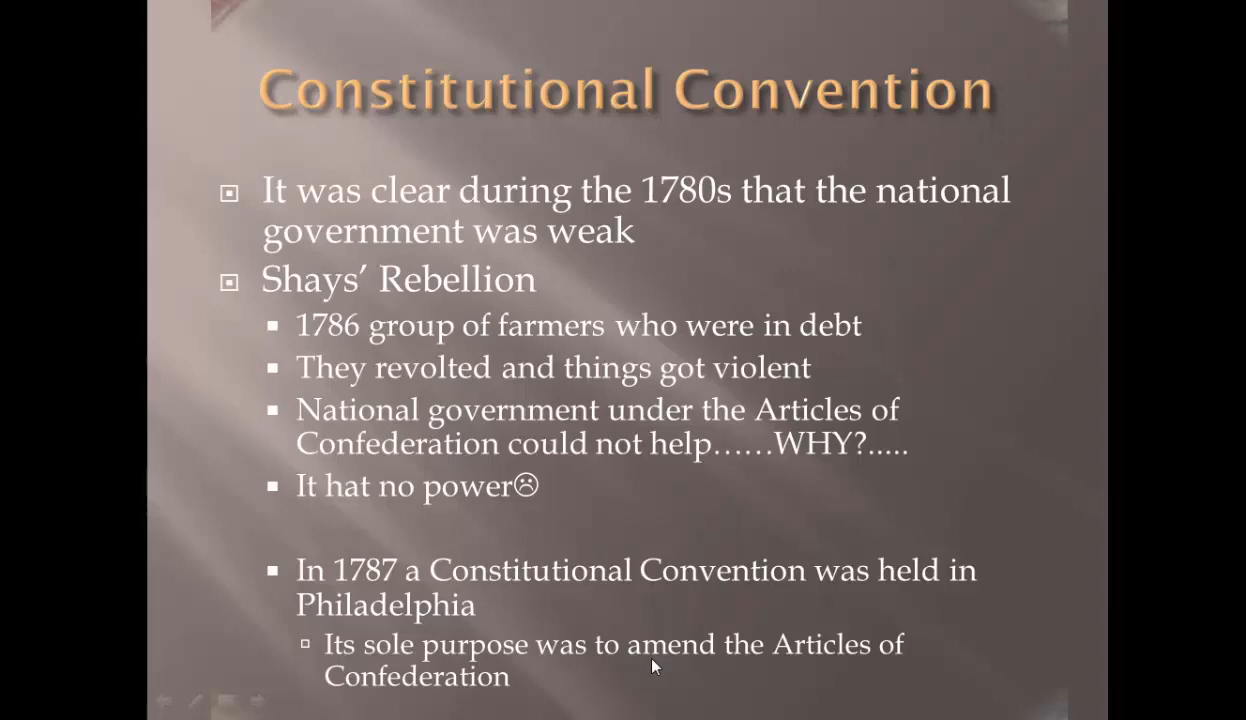 Constitutional Convention
It was clear during the 1780s that the national
government was weak
Shays’ Rebellion
1786 group of farmers who were in debt
They revolted and things got violent
National government under the Articles of
Confederation could not help……WHY?.....
It hat no power☹
In 1787 a Constitutional Convention was held in
Philadelphia
Its sole purpose was to amend the Articles of
Confederation